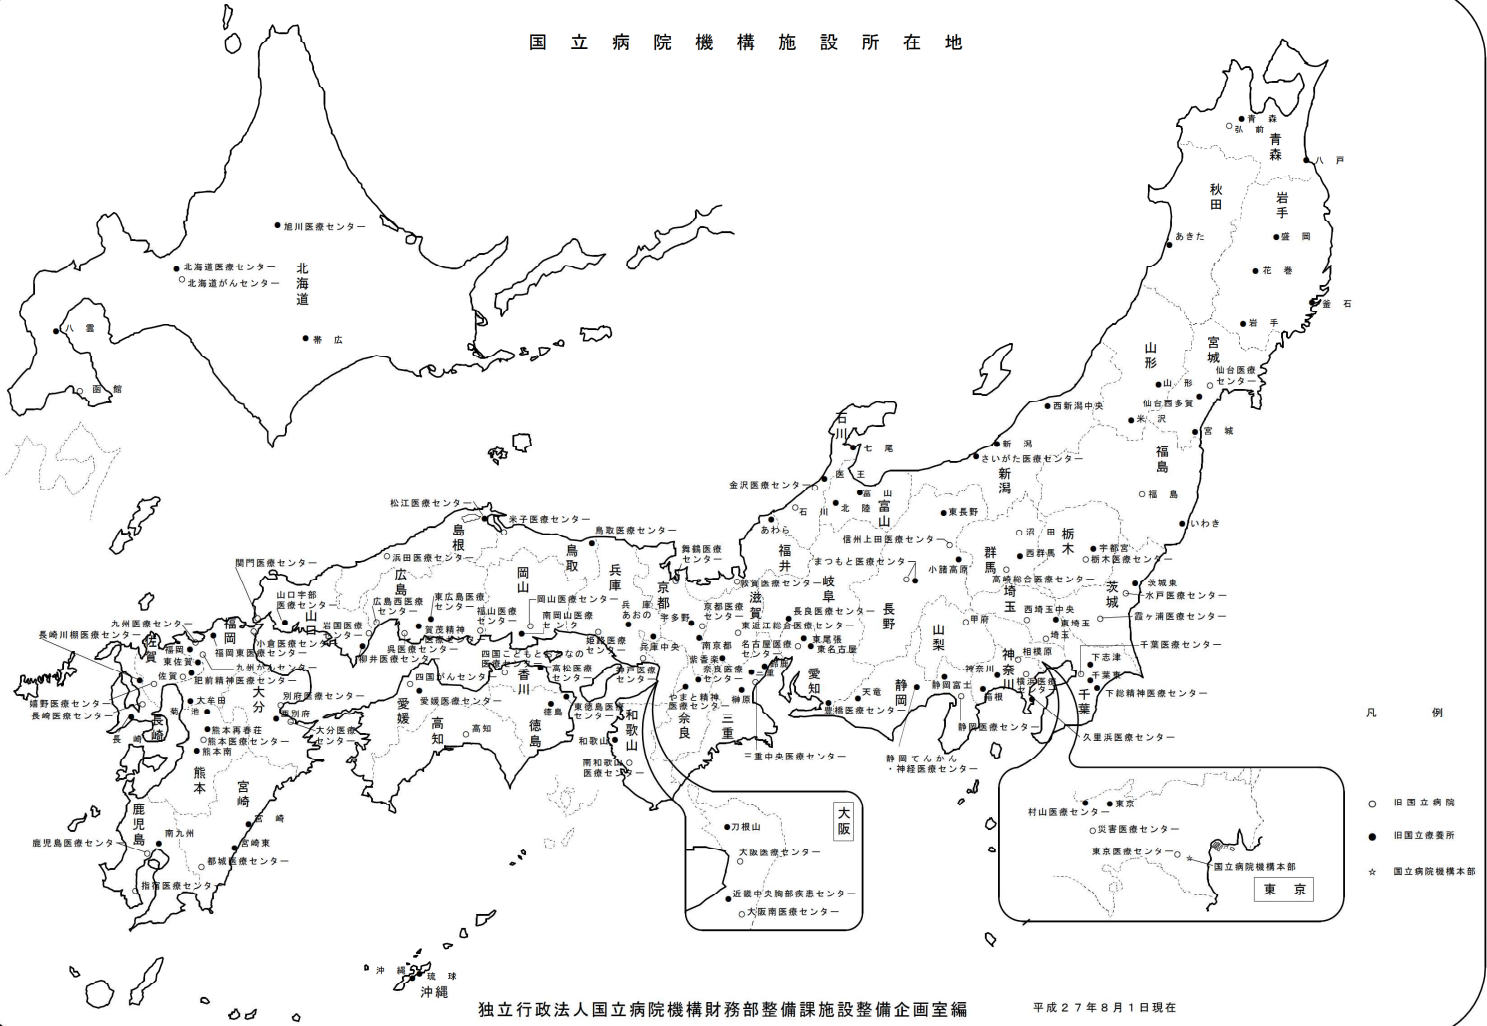 国立病院機構施設所在地
旭川医療センター
北海道医療センター
北海道がんセンター
北海道
八雲
帯広
函館
青森
弘前
青森
八戸
秋田
岩手
あきた
盛岡
花巻
釜石
岩手
山形
宮城
仙台医療
センター
山形
仙台西多賀
米沢
宮城
福島
福島
いわき
西新潟中央
新潟
さいがた医療センター
新潟
石川
七尾
医王
金沢医療センター
富山
石川
北陸
富山
あわら
福井
東長野
信州上田医療センター
まつもと医療センター
小諸高原
長野
岐阜
沼田
栃木
群馬
西群馬
宇都宮
栃木医療センター
高崎総合医療センター
茨城東
茨城
水戸医療センター
霞ヶ浦医療センター
埼玉
西埼玉中央
東埼玉
埼玉
甲府
山梨
千葉医療センター
神奈川
相模原
下志津
千葉東
千葉
下総精神医療センター
神奈川
横浜医療
センター
箱根
久里浜医療センター
静岡
静岡富士
静岡医療センター
静岡てんかん
・神経医療センター
天竜
愛知
豊橋医療センター
長良医療センター
東尾張
東名古屋
名古屋医療
センター
敦賀医療センター
滋賀
京都医療
センター
東近江総合医療センター
紫香楽
鈴鹿
三重
榊原
三重
三重中央医療センター
舞鶴医療
センター
京都
宇多野
南京都
奈良医療
センター
やまと精神
医療センター
奈良
和歌山
和歌山
南和歌山
医療センター
兵庫
兵庫
あおの
兵庫中央
姫路医療
センター
神戸医療
センター
鳥取医療センター
鳥取
米子医療センター
松江医療センター
島根
浜田医療センター
岡山
岡山医療センター
南岡山医療
センター
広島
広島西医療
センター
東広島医療
センター
福山医療
センター
賀茂精神
医療センター
呉医療センター
関門医療センター
山口宇部
医療センター
山口
岩国医療
センター
柳井医療センター
四国こどもとおとなの
医療センター
高松医療
センター
香川
四国がんセンター
愛媛医療センター
愛媛
高知
高知
徳島
徳島
東徳島医療
センター
九州医療センター
長崎川棚医療センター
福岡
小倉医療センター
福岡東医療センター
九州がんセンター
福岡
佐賀
東佐賀
佐賀
肥前精神医療センター
大牟田
嬉野医療センター
長崎医療センター
長崎
長崎
菊池
熊本再春荘
熊本医療センター
熊本南
熊本
大分
別府医療センター
西別府
大分医療
センター
宮崎
宮崎
宮崎東
都城医療センター
鹿児島
南九州
鹿児島医療センター
指宿医療センター
沖縄
琉球
沖縄
大阪
刀根山
大阪医療センター
近畿中央胸部疾患センター
大阪南医療センター
村山医療センター
東京
災害医療センター
東京医療センター
国立病院機構本部
東京
凡例
○ 旧国立病院
● 旧国立療養所
☆ 国立病院機構本部
独立行政法人国立病院機構財務部整備課施設整備企画室編
平成27年8月1日現在